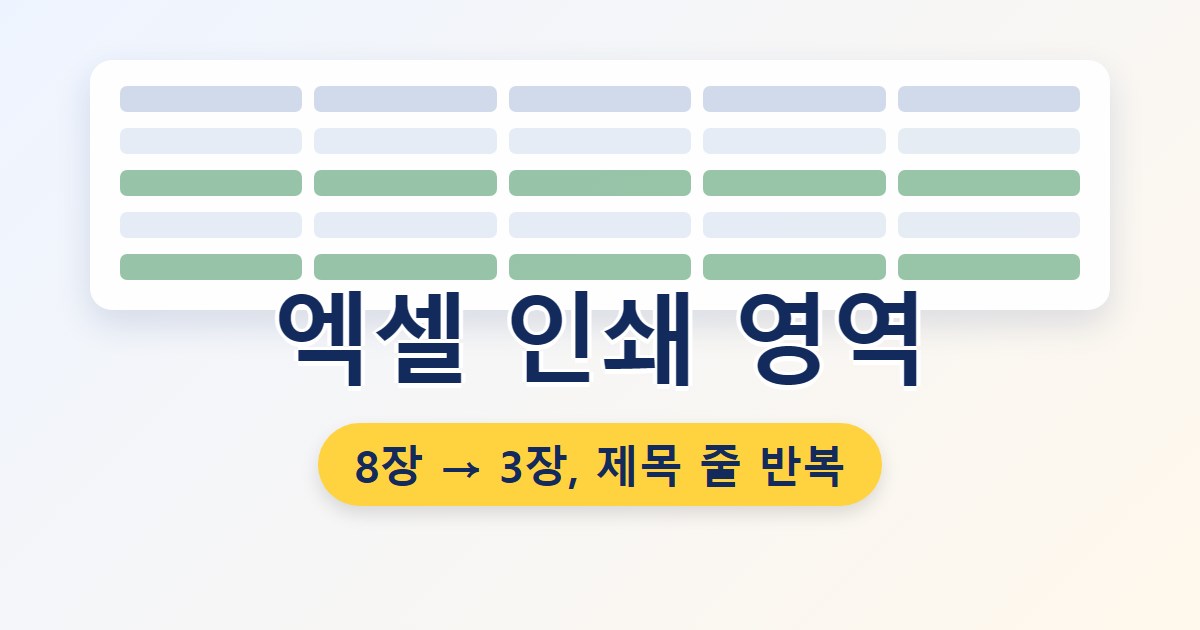 엑셀 인쇄 영역
8장 → 3장, 제목 줄 반복